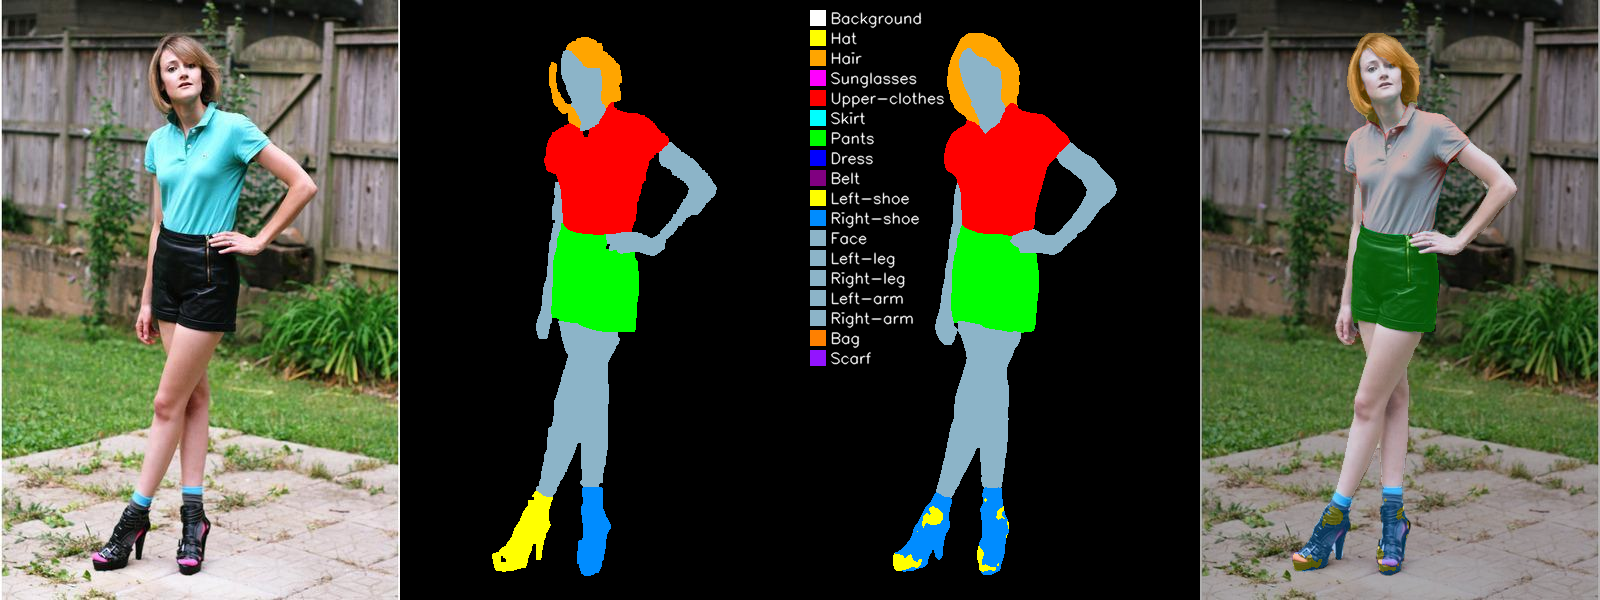 Background
Hat
Hair
Sunglasses
Upper-clothes
Skirt
Pants
Dress
Belt
Left-shoe
Right-shoe
Face
Left-leg
Right-leg
Left-arm
Right-arm
Bag
Scarf